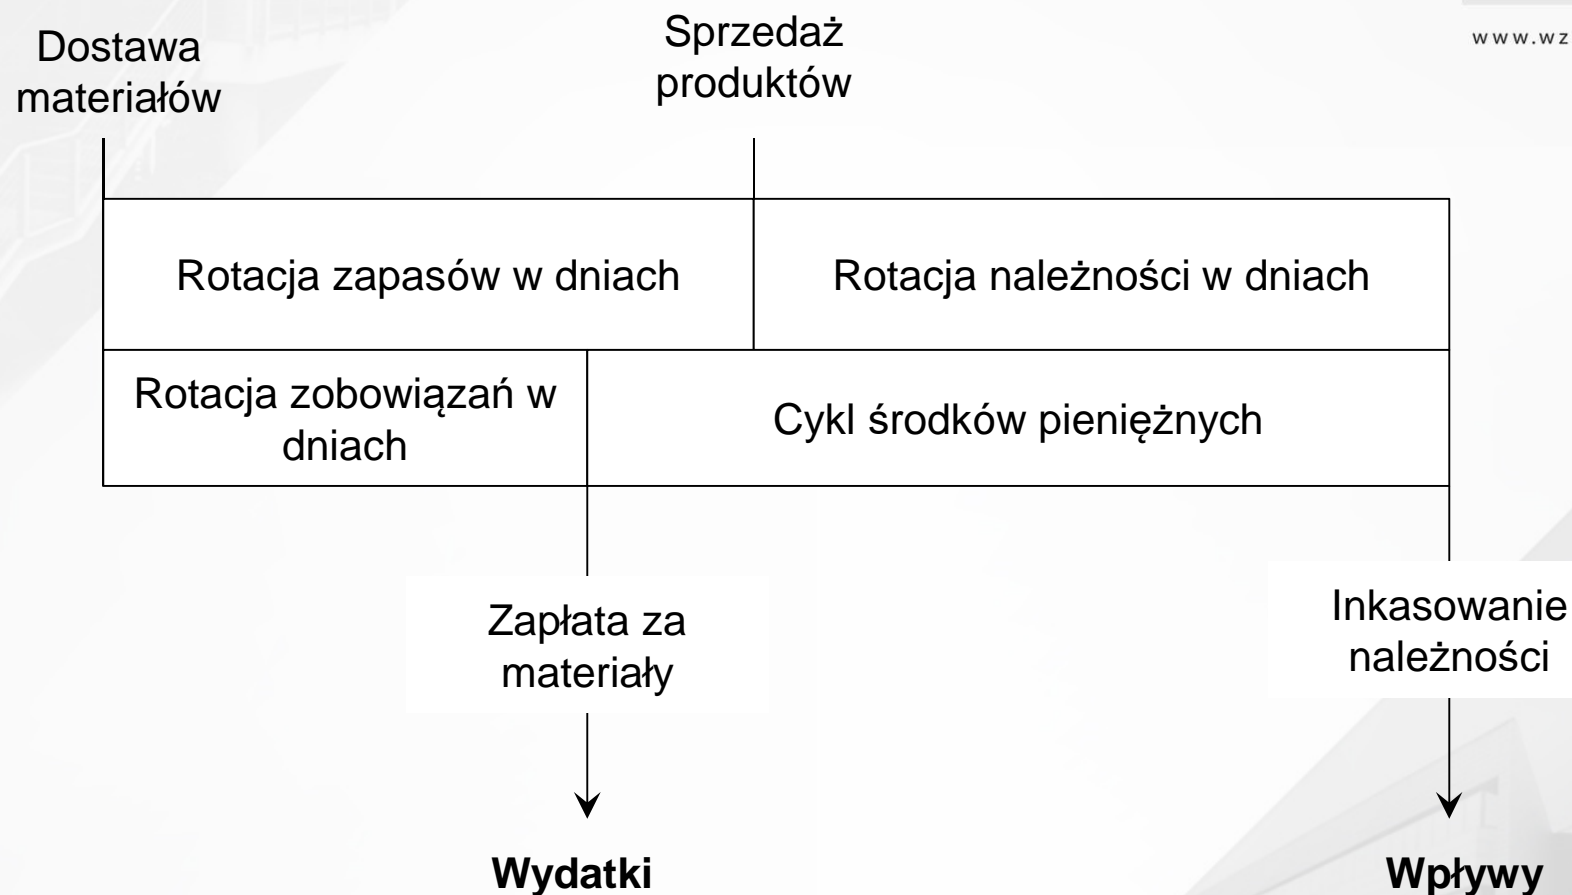 Dostawa
materiałów
Sprzedaż
produktów
www.wz
Rotacja zapasów w dniach
Rotacja należności w dniach
Rotacja zobowiązań w
dniach
Cykl środków pieniężnych
Zapłata za
materiały
Inkasowanie
należności
Wydatki
Wpływy